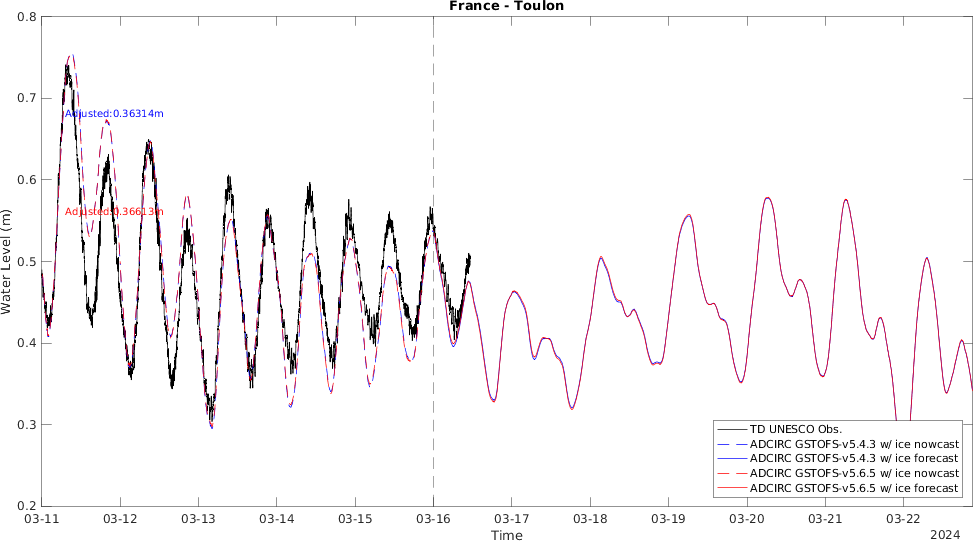 France - Toulon
0.8
0.7
0.6
0.5
0.4
0.3
0.2
Water Level (m)
Adjusted:0.36314m
Adjusted:0.36613m
TD UNESCO Obs.
ADCIRC GSTOFS-v5.4.3 w/ ice nowcast
ADCIRC GSTOFS-v5.4.3 w/ ice forecast
ADCIRC GSTOFS-v5.6.5 w/ ice nowcast
ADCIRC GSTOFS-v5.6.5 w/ ice forecast
03-11 03-12 03-13 03-14 03-15 03-16 03-17 03-18 03-19 03-20 03-21 03-22
Time
2024